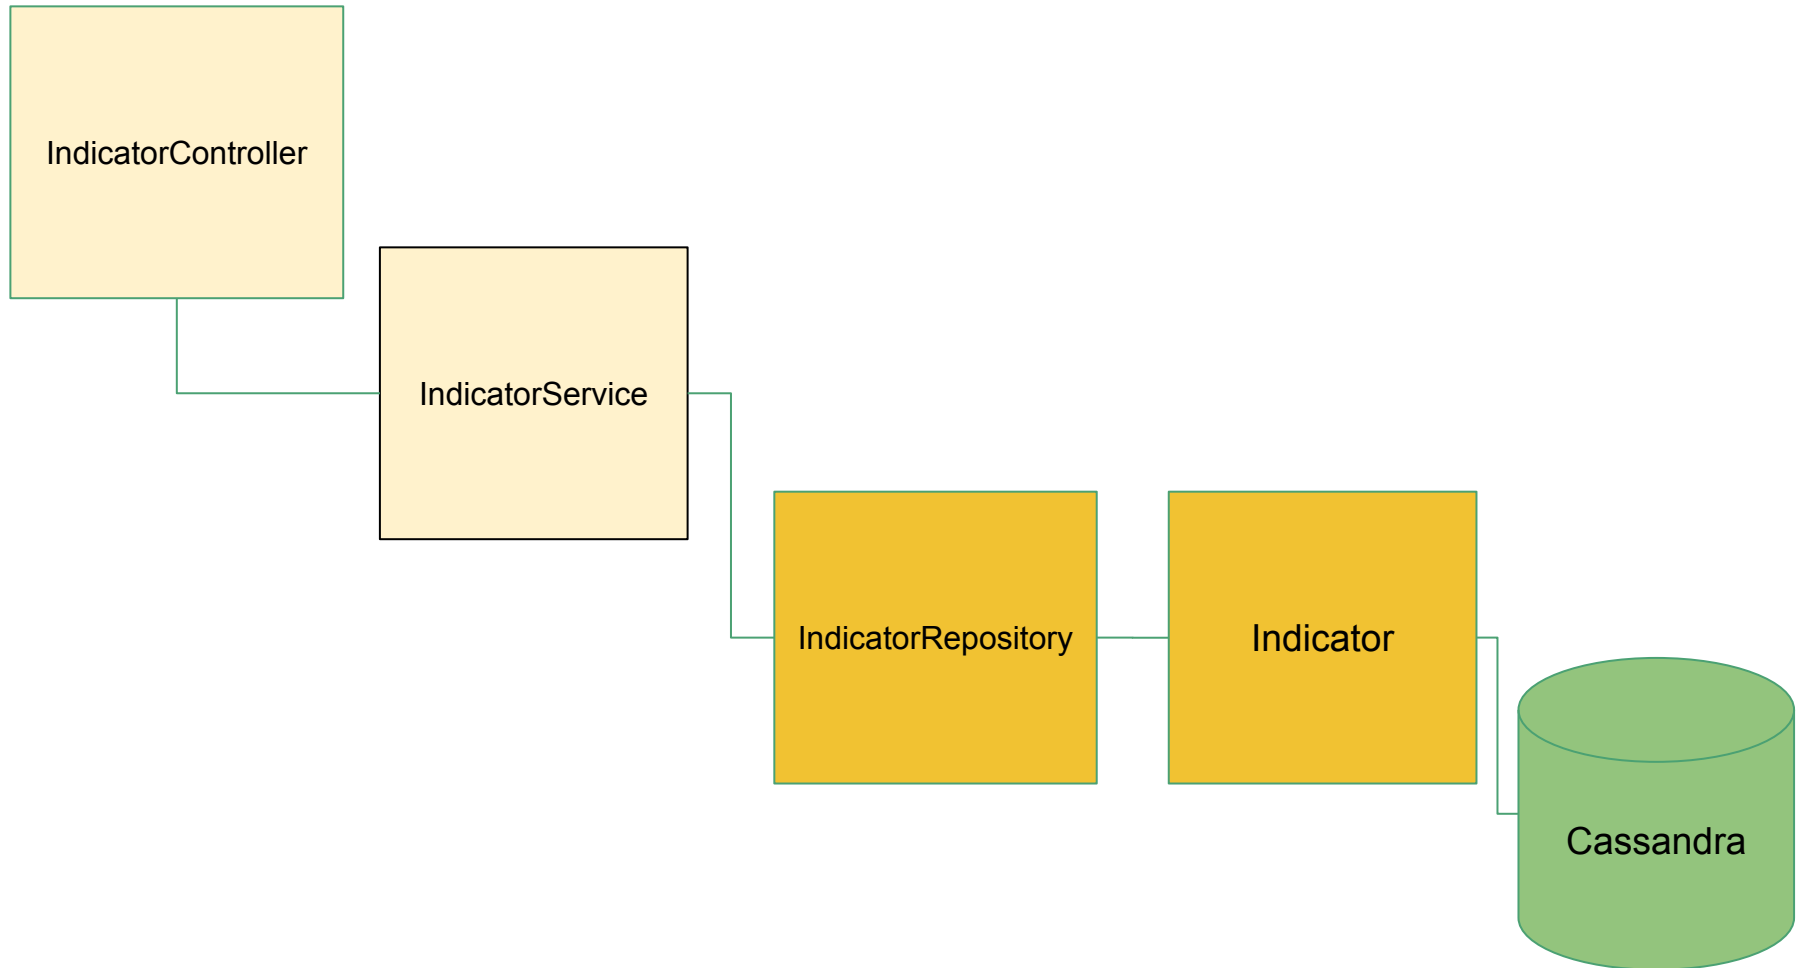 IndicatorController
IndicatorService
IndicatorRepository
Indicator
Cassandra